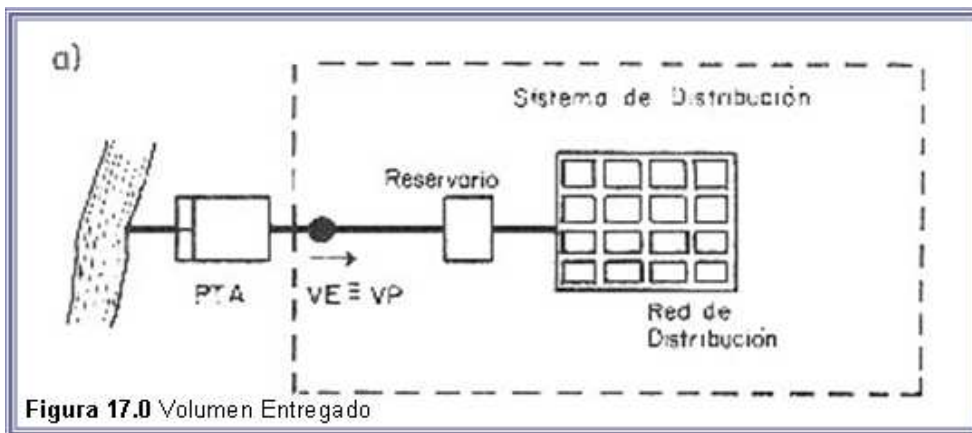 a)
Sistema de Distribución
Reservorio
PTA
VE ≡ VP
Red de
Distribución
Figura 17.0 Volumen Entregado